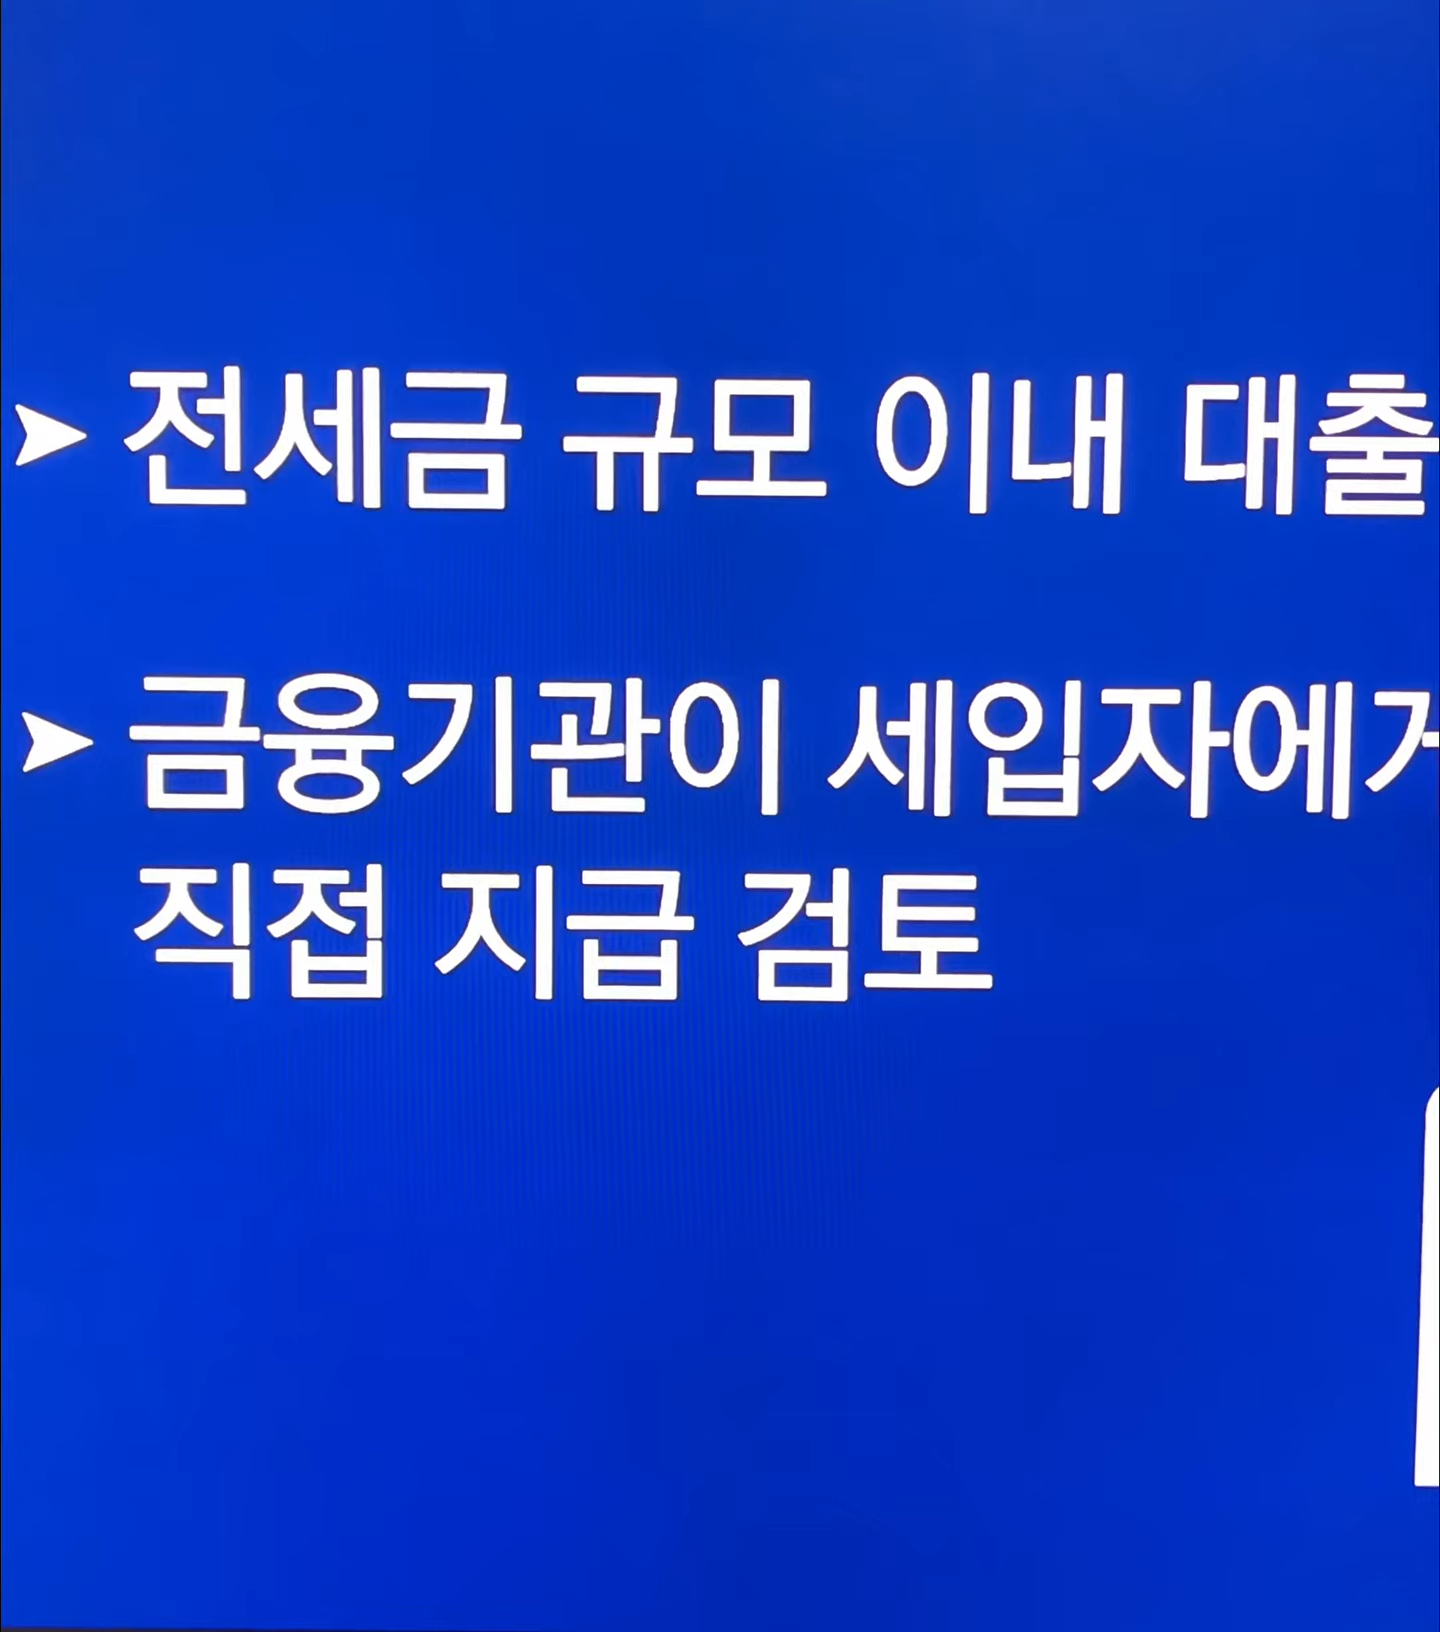 ➤ 전세금 규모 이내 대출
➤ 금융기관이 세입자에게
직접 지급 검토